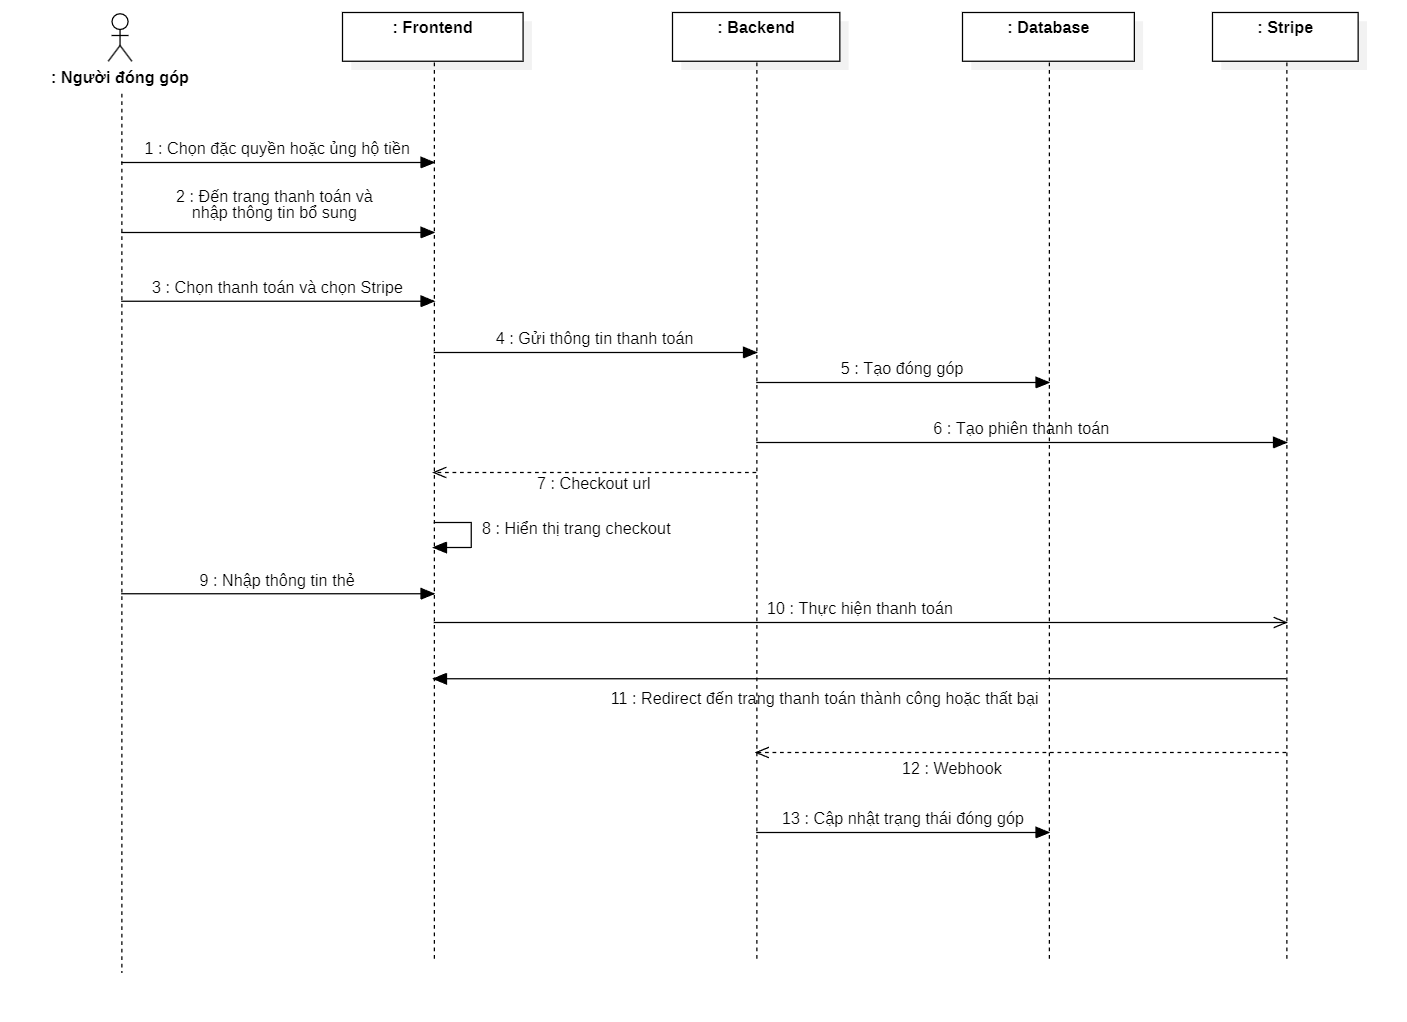 : Người đóng góp
: Frontend
: Backend
: Database
: Stripe
1 : Chọn đặc quyền hoặc ủng hộ tiền
2 : Đến trang thanh toán và
nhập thông tin bổ sung
3 : Chọn thanh toán và chọn Stripe
4 : Gửi thông tin thanh toán
5 : Tạo đóng góp
6 : Tạo phiên thanh toán
7 : Checkout url
8 : Hiển thị trang checkout
9 : Nhập thông tin thẻ
10 : Thực hiện thanh toán
11 : Redirect đến trang thanh toán thành công hoặc thất bại
12 : Webhook
13 : Cập nhật trạng thái đóng góp